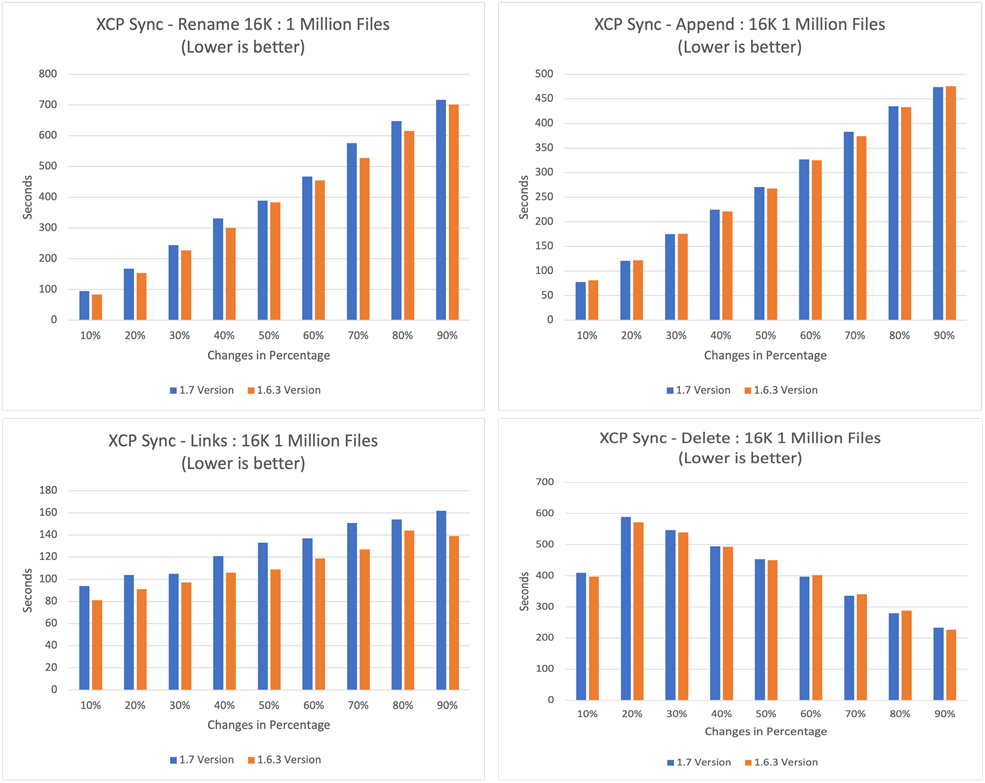 XCP Sync - Rename 16K : 1 Million Files
(Lower is better)
800
700
600
500
400
300
200
100
0
Seconds
10% 20% 30% 40% 50% 60% 70% 80% 90%
Changes in Percentage
1.7 Version 1.6.3 Version
XCP Sync - Append : 16K 1 Million Files
(Lower is better)
500
450
400
350
300
250
200
150
100
50
0
Seconds
10% 20% 30% 40% 50% 60% 70% 80% 90%
Changes in Percentage
1.7 Version 1.6.3 Version
XCP Sync - Links : 16K 1 Million Files
(Lower is better)
180
160
140
120
100
80
60
40
20
0
Seconds
10% 20% 30% 40% 50% 60% 70% 80% 90%
Changes in Percentage
1.7 Version 1.6.3 Version
XCP Sync - Delete : 16K 1 Million Files
(Lower is better)
700
600
500
400
300
200
100
0
Seconds
10% 20% 30% 40% 50% 60% 70% 80% 90%
Changes in Percentage
1.7 Version 1.6.3 Version